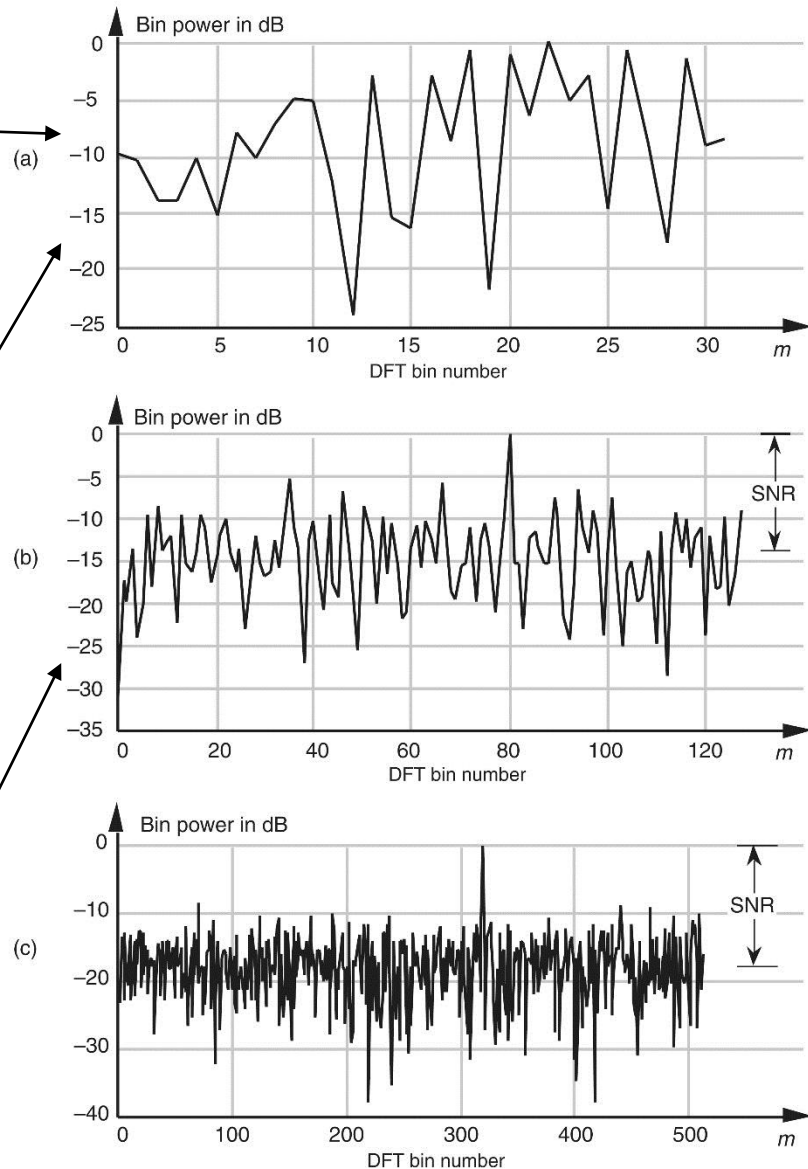 Bin power in dB
0
−5
−10
−15
−20
−25
(a)
0 5 10 15 20 25 30 m
DFT bin number
Bin power in dB
0
−5
−10
−15
−20
−25
−30
−35
SNR
(b)
0 20 40 60 80 100 120 m
DFT bin number
Bin power in dB
0
−10
−20
−30
−40
SNR
(c)
0 100 200 300 400 500 m
DFT bin number